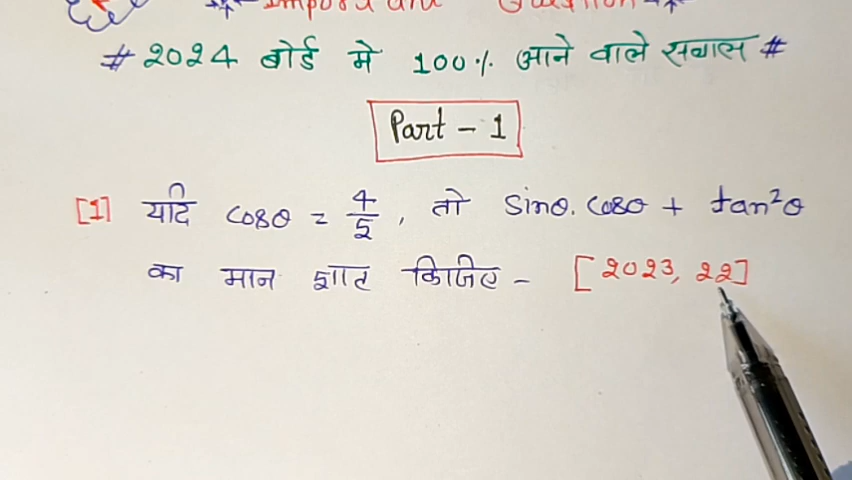 # 2024 बोर्ड मे 100% आने वाले सवाल #
Part - 1
[1] यदि cosθ = 4/5, तो sinθ. cosθ + tan²θ
का मान ज्ञात किजिए - [2023, 22]